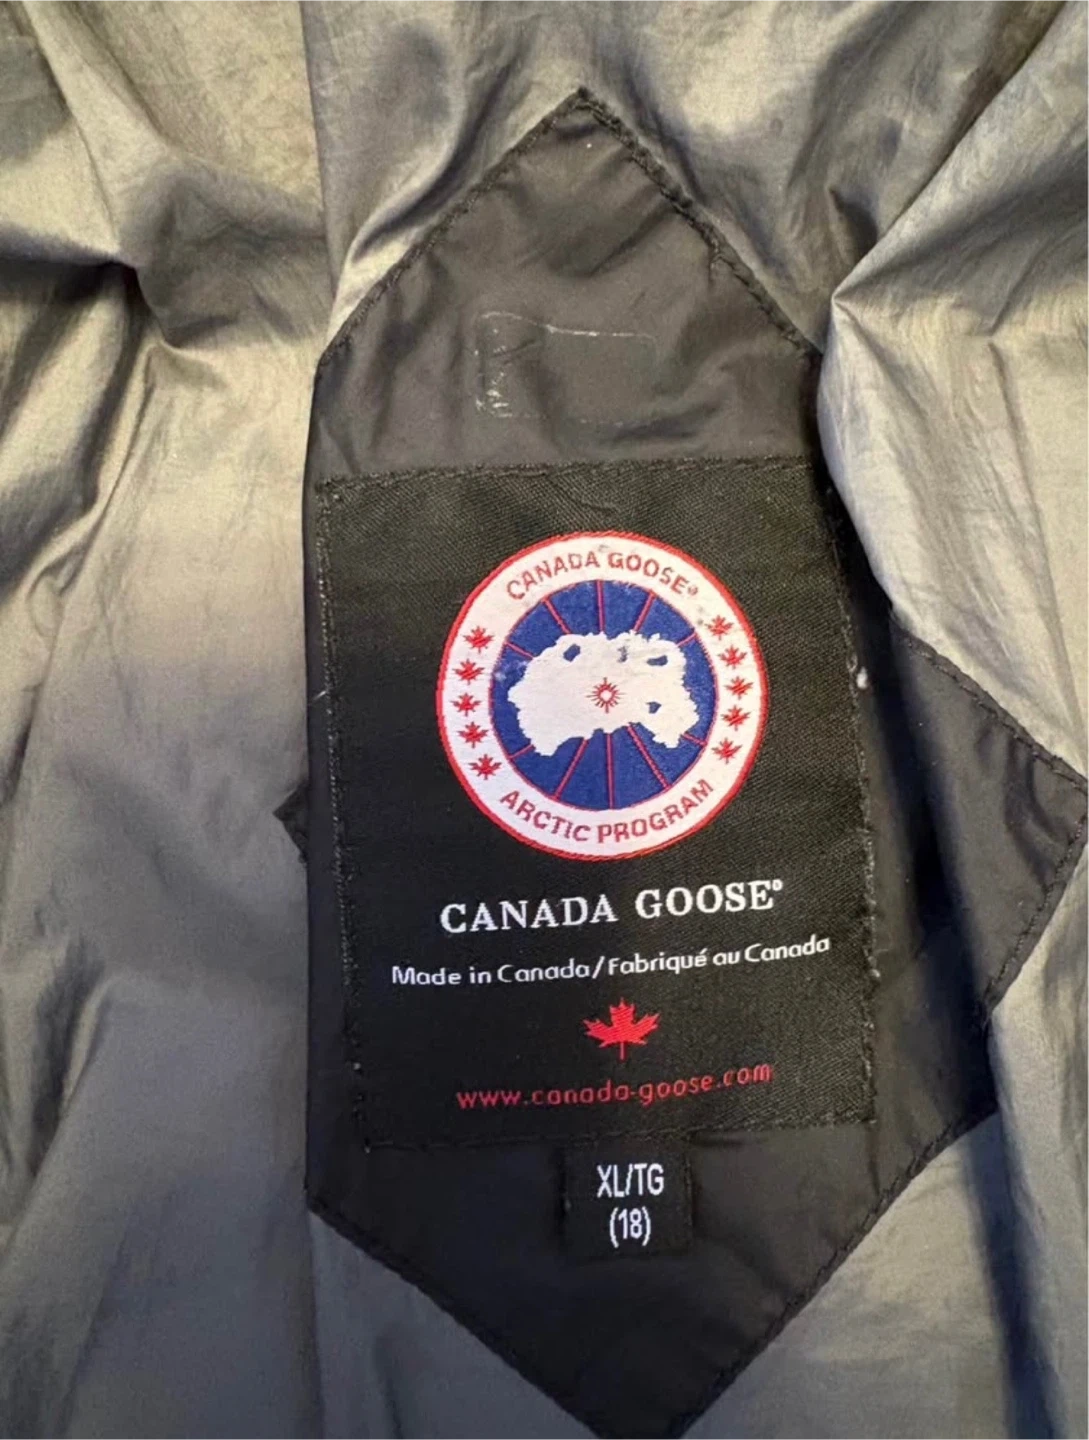 CANADA GOOSE®
ARCTIC PROGRAM
CANADA GOOSE®
Made in Canada/Fabriqué au Canada
www.canada-goose.com
XL/TG
(18)